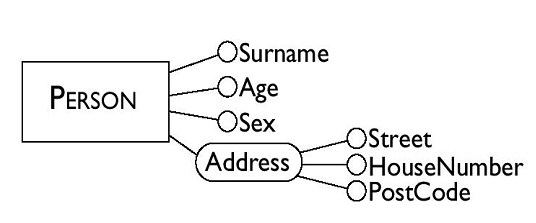 Surname
PERSON
Age
Sex
Street
Address
HouseNumber
PostCode